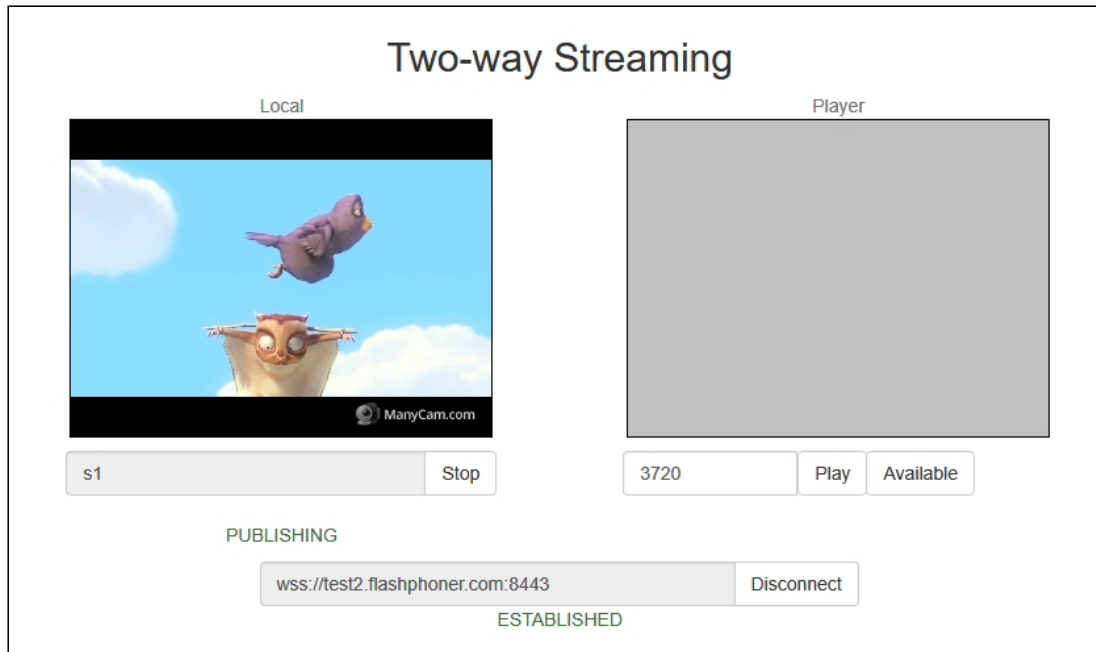 Two-way Streaming
Local
Player
ManyCam.com
s1
Stop
3720
Play
Available
PUBLISHING
wss://test2.flashphoner.com:8443
Disconnect
ESTABLISHED